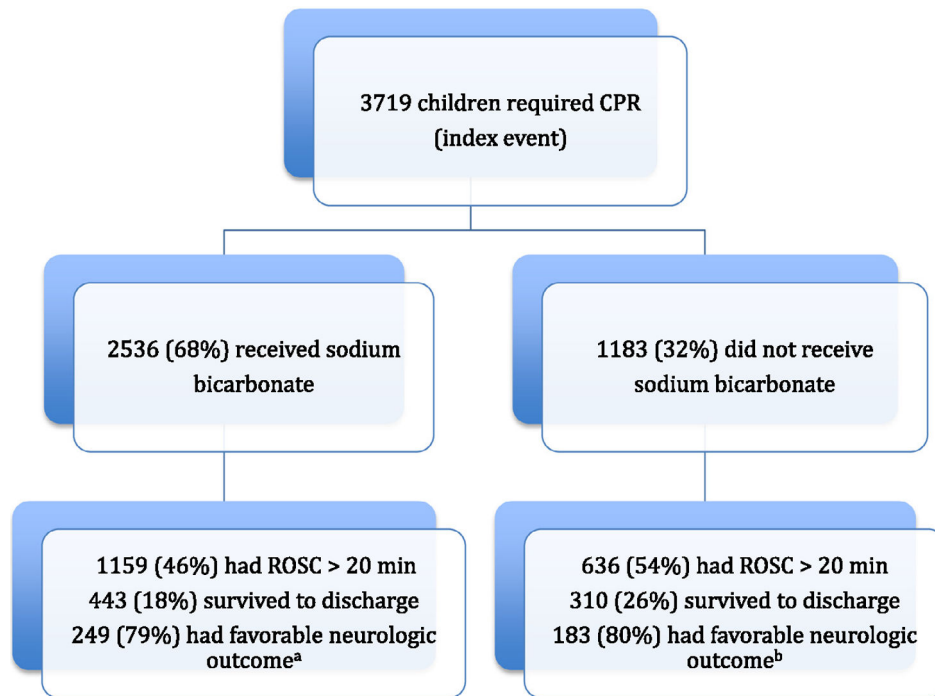 3719 children required CPR
(index event)
2536 (68%) received sodium
bicarbonate
1183 (32%) did not receive
sodium bicarbonate
1159 (46%) had ROSC > 20 min
443 (18%) survived to discharge
249 (79%) had favorable neurologic
outcomeᵃ
636 (54%) had ROSC > 20 min
310 (26%) survived to discharge
183 (80%) had favorable neurologic
outcomeᵇ